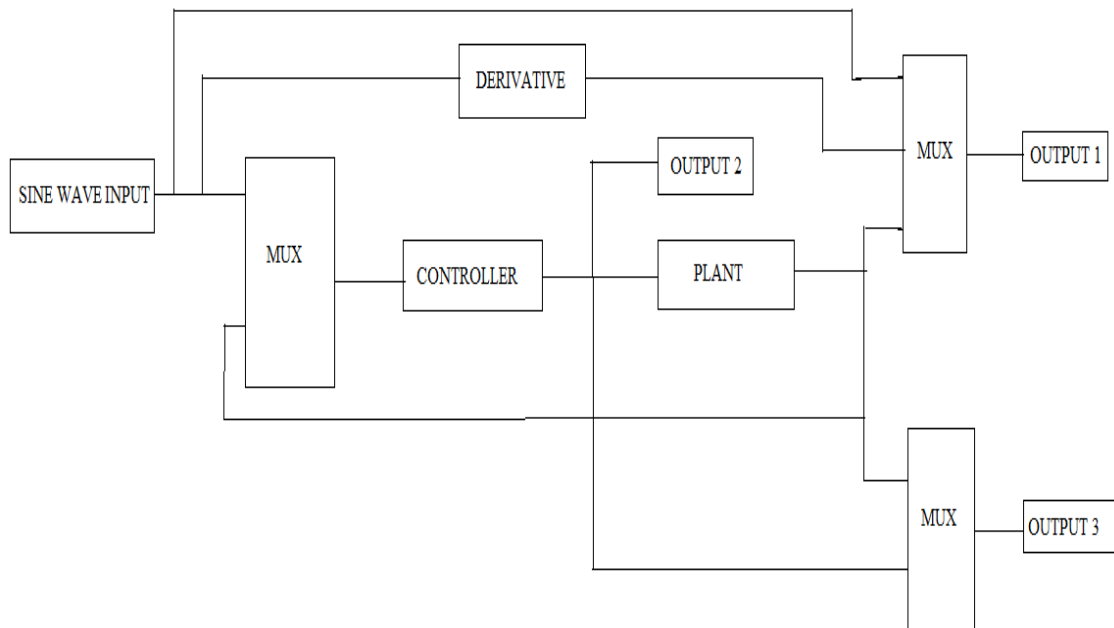 DERIVATIVE
MUX
OUTPUT 1
OUTPUT 2
SINE WAVE INPUT
MUX
CONTROLLER
PLANT
MUX
OUTPUT 3